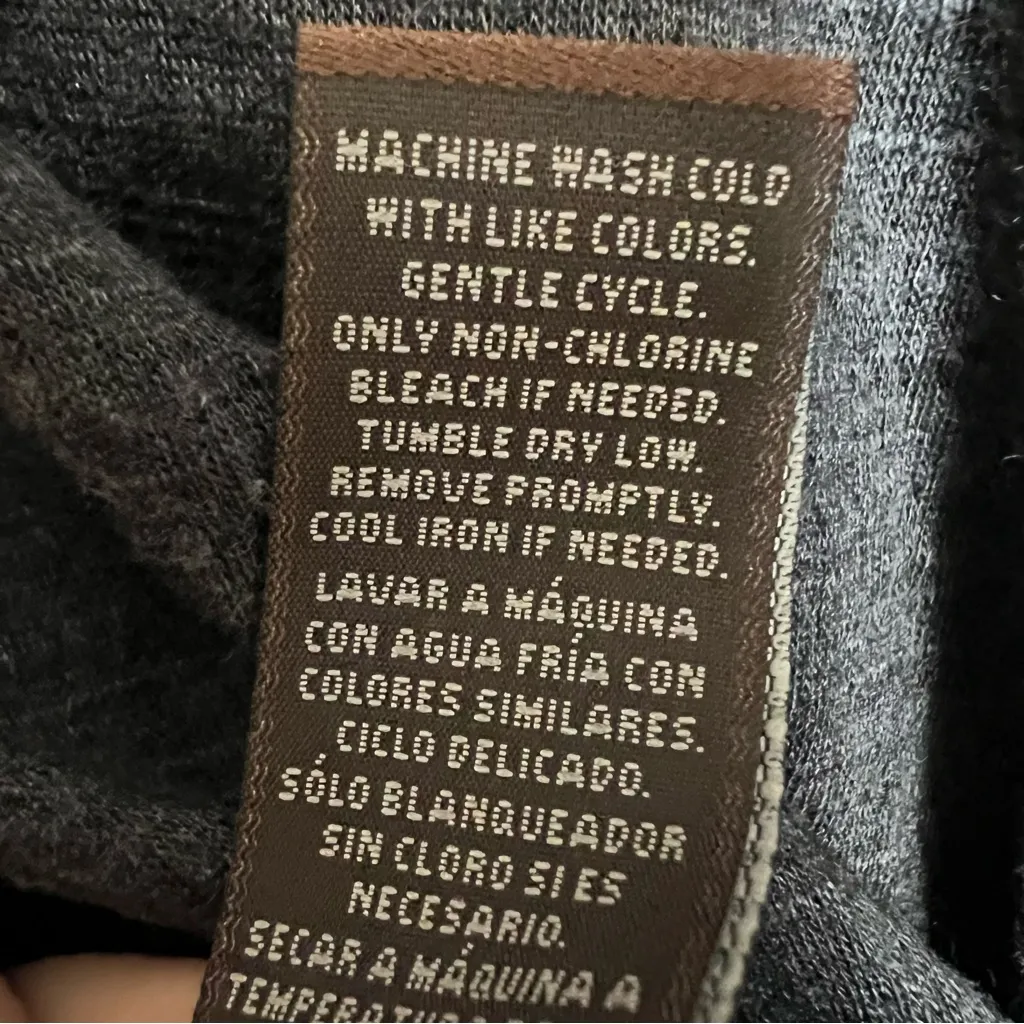 MACHINE WASH COLD
WITH LIKE COLORS.
GENTLE CYCLE.
ONLY NON-CHLORINE
BLEACH IF NEEDED.
TUMBLE DRY LOW.
REMOVE PROMPTLY.
COOL IRON IF NEEDED.
LAVAR A MÁQUINA
CON AGUA FRÍA CON
COLORES SIMILARES.
CICLO DELICADO.
SÓLO BLANQUEADOR
SIN CLORO SI ES
NECESARIO.
SECAR A MÁQUINA A
TEMPERATURA